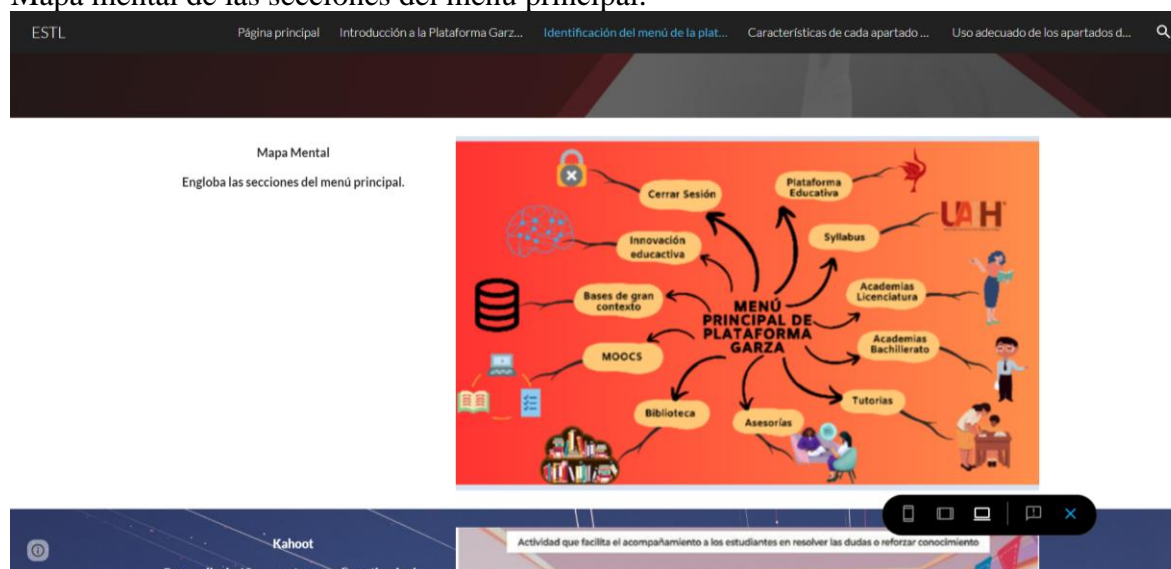 Mapa mental de las secciones del menú principal.
ESTL
Página principal
Introducción a la Plataforma Garz...
Identificación del menú de la plat...
Característicos de cada apartado ...
Uso adecuado de los apartados d...
Mapa Mental
Engloba las secciones del menú principal.
Cerrar Sesión
Plataforma
Educativa
Innovación
educactiva
Syllabus
UAEH
Bases de gran
contexto
Academias
Licenciatura
MENÚ
PRINCIPAL DE
PLATAFORMA
GARZA
MOOCS
Academias
Bachillerato
Biblioteca
Asesorías
Tutorias
Kahoot
Actividad que facilita el acompañamiento a los estudiantes en resolver las dudas o reforzar conocimiento